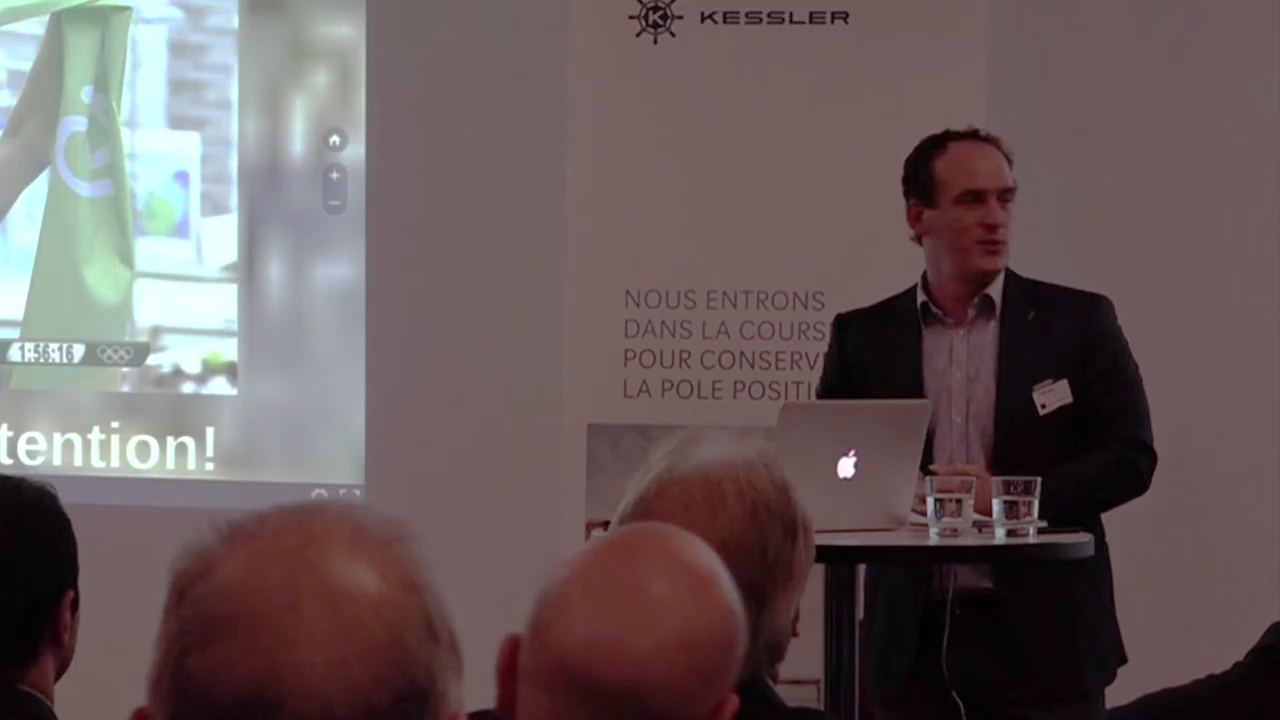 KESSLER
NOUS ENTRONS
DANS LA COURS
POUR CONSERV
LA POLE POSITI
1:56:16
tention!